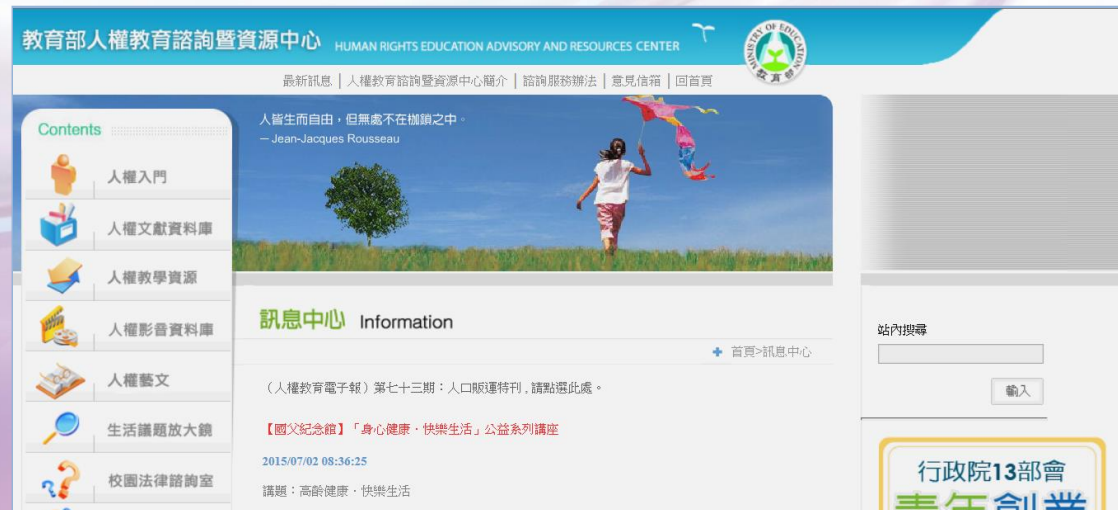 教育部人權教育諮詢暨資源中心 HUMAN RIGHTS EDUCATION ADVISORY AND RESOURCES CENTER
MINISTRY OF EDUCATION
教育部
最新訊息 | 人權教育諮詢暨資源中心簡介 | 諮詢服務辦法 | 意見信箱 | 回首頁
Contents
人權入門
人權文獻資料庫
人權教學資源
人權影音資料庫
人權藝文
生活議題放大鏡
校園法律諮詢室
人皆生而自由，但無處不在枷鎖之中。
— Jean-Jacques Rousseau
訊息中心 Information
首頁>訊息中心
（人權教育電子報）第七十三期：人口販運特刊，請點選此處。
【國父紀念館】「身心健康．快樂生活」公益系列講座
2015/07/02 08:36:25
講題：高齡健康．快樂生活
站內搜尋
輸入
行政院13部會
青年創業